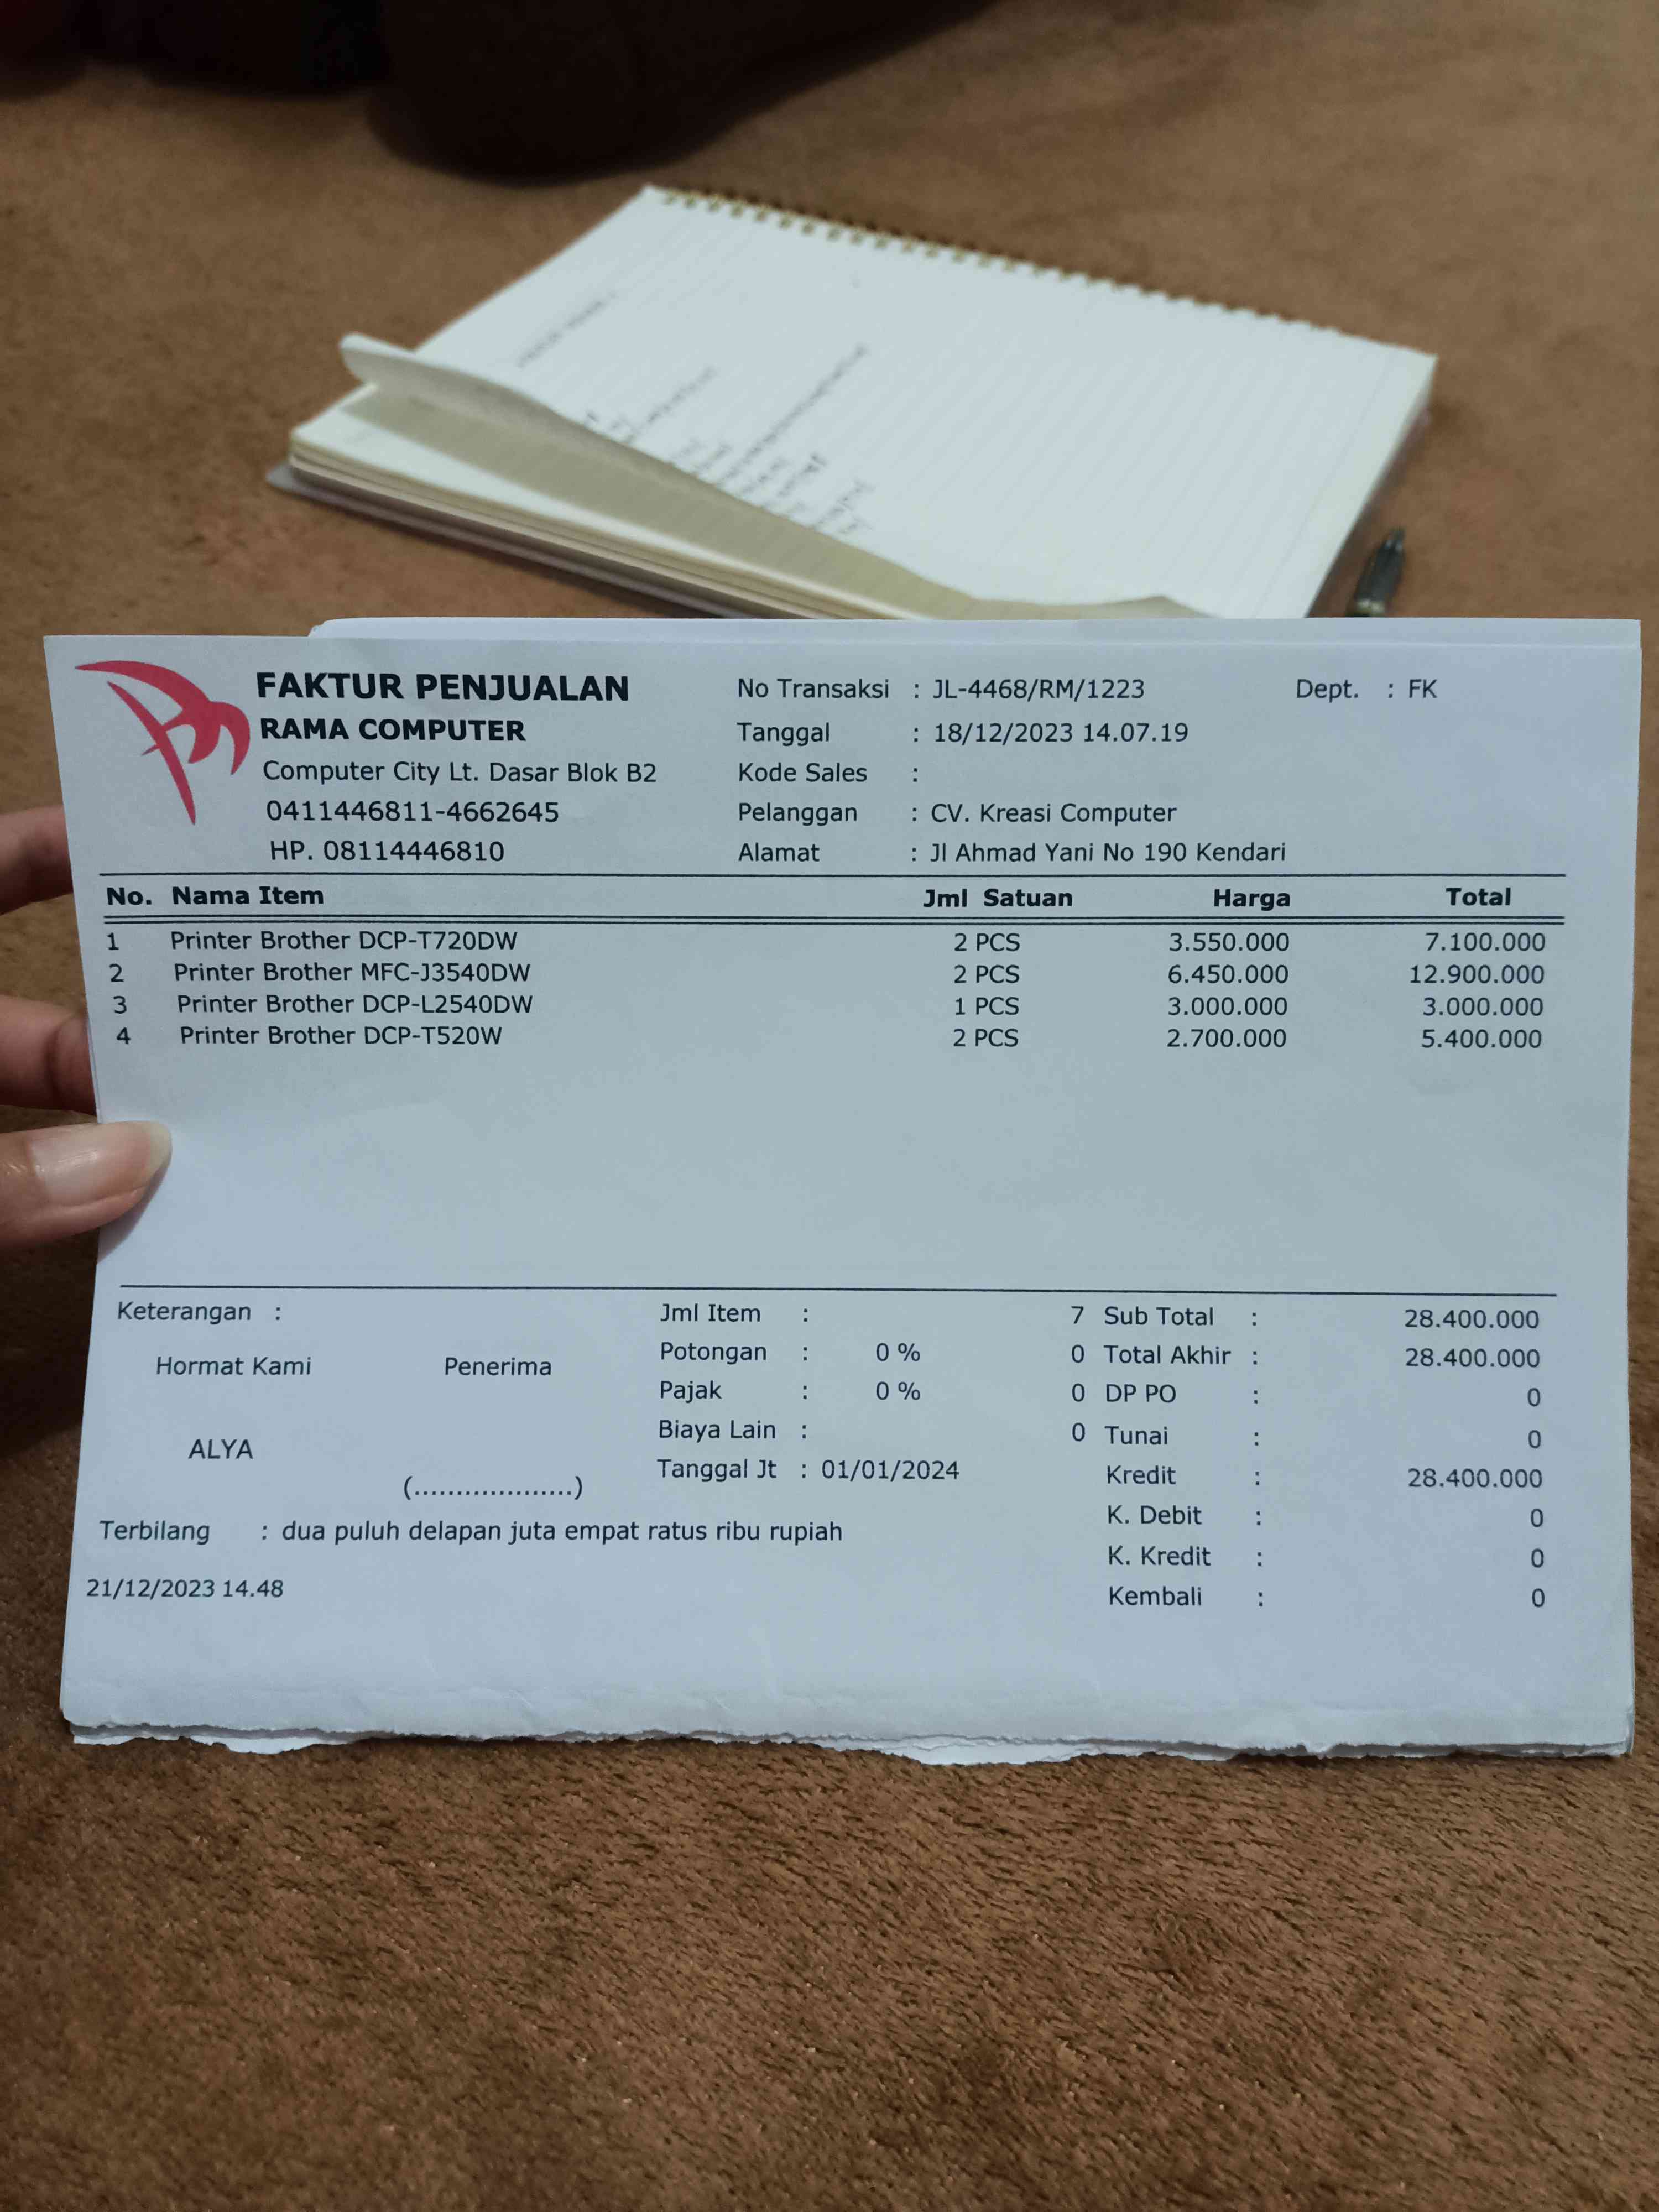 FAKTUR PENJUALAN
RAMA COMPUTER
Computer City Lt. Dasar Blok B2
0411446811-4662645
HP. 08114446810
No Transaksi : JL-4468/RM/1223 Dept. : FK
Tanggal : 18/12/2023 14.07.19
Kode Sales :
Pelanggan : CV. Kreasi Computer
Alamat : Jl Ahmad Yani No 190 Kendari
No. Nama Item Jml Satuan Harga Total
1 Printer Brother DCP-T720DW 2 PCS 3.550.000 7.100.000
2 Printer Brother MFC-J3540DW 2 PCS 6.450.000 12.900.000
3 Printer Brother DCP-L2540DW 1 PCS 3.000.000 3.000.000
4 Printer Brother DCP-T520W 2 PCS 2.700.000 5.400.000
Keterangan :
Hormat Kami Penerima
ALYA
(...................)
Jml Item : 7
Potongan : 0 % 0
Pajak : 0 % 0
Biaya Lain : 0
Tanggal Jt : 01/01/2024
Sub Total : 28.400.000
Total Akhir : 28.400.000
DP PO : 0
Tunai : 0
Kredit : 28.400.000
K. Debit : 0
K. Kredit : 0
Kembali : 0
Terbilang : dua puluh delapan juta empat ratus ribu rupiah
21/12/2023 14.48